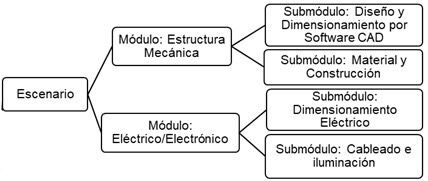 Escenario
Módulo: Estructura
Mecánica
Módulo:
Eléctrico/Electrónico
Submódulo: Diseño y
Dimensionamiento por
Software CAD
Submódulo: Material y
Construcción
Submódulo:
Dimensionamiento
Eléctrico
Submódulo: Cableado e
iluminación